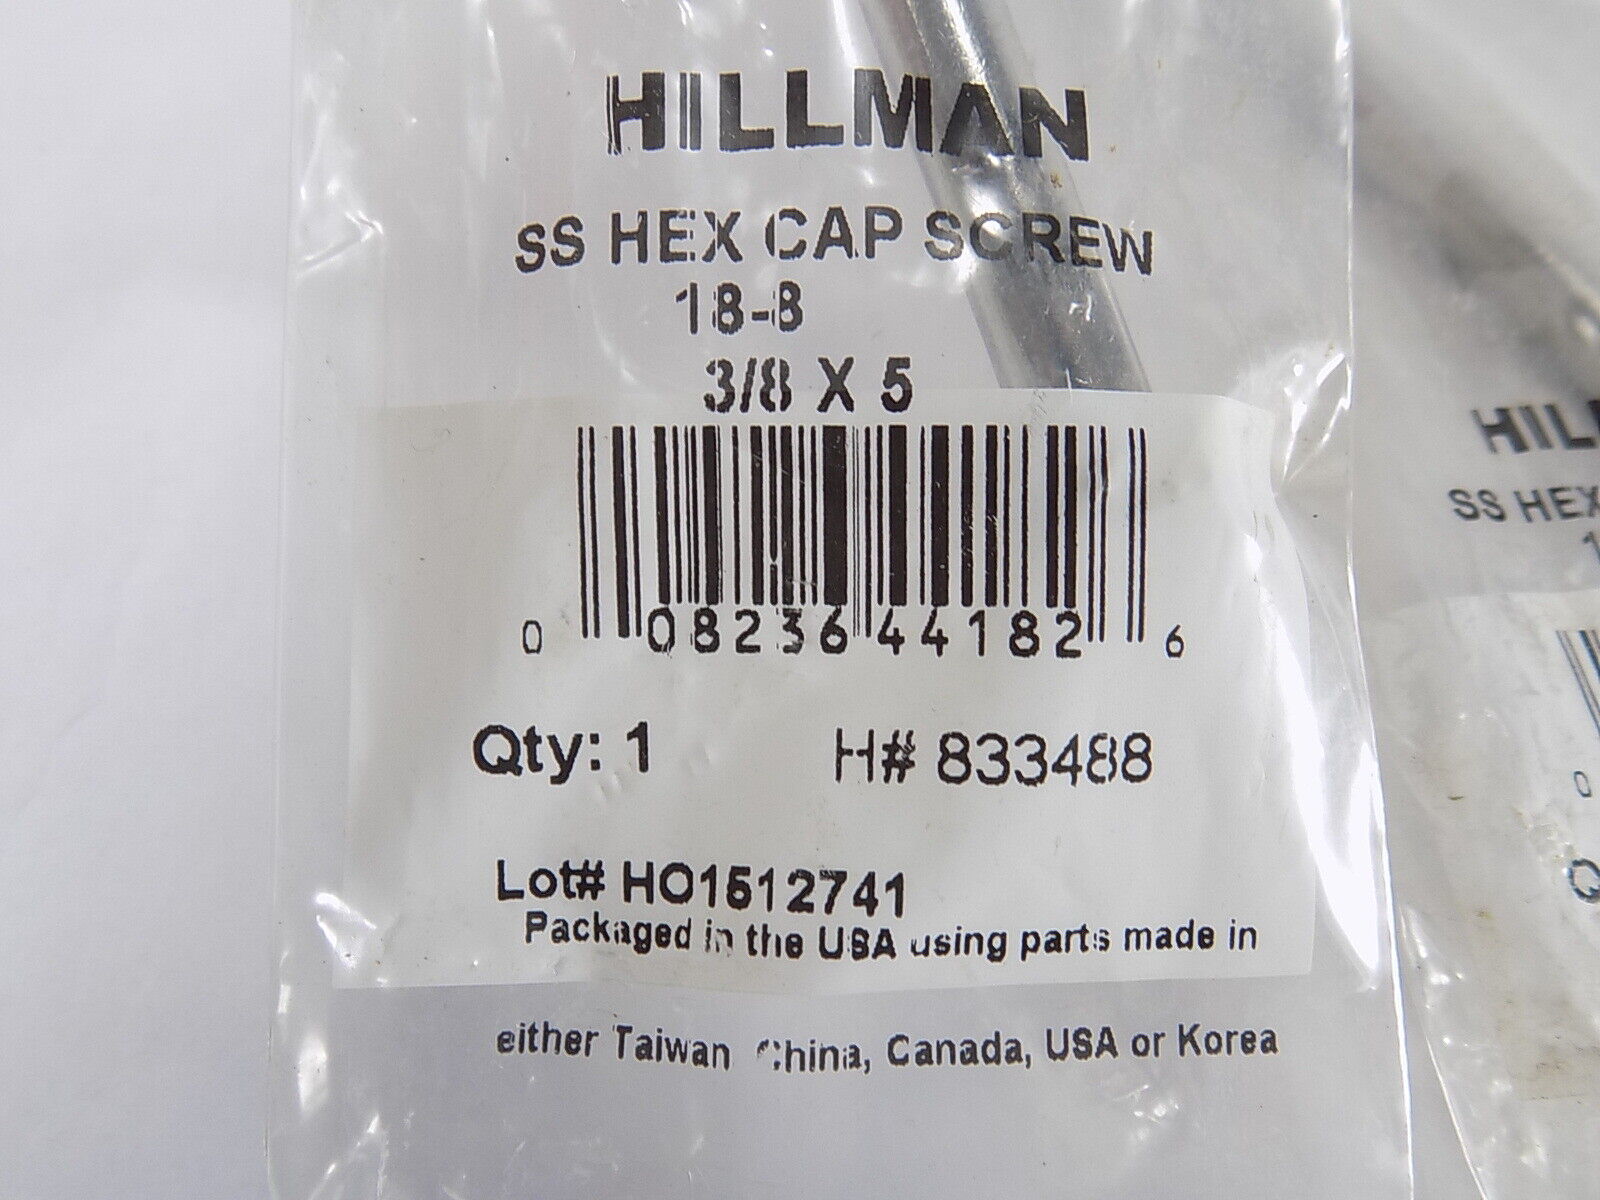 HILLMAN
SS HEX CAP SCREW
18-8
3/8 X 5
0 08236 44182 6
Qty: 1 H# 833488
Lot# HO1512741
Packaged in the USA using parts made in
either Taiwan China, Canada, USA or Korea
SS HEX
0